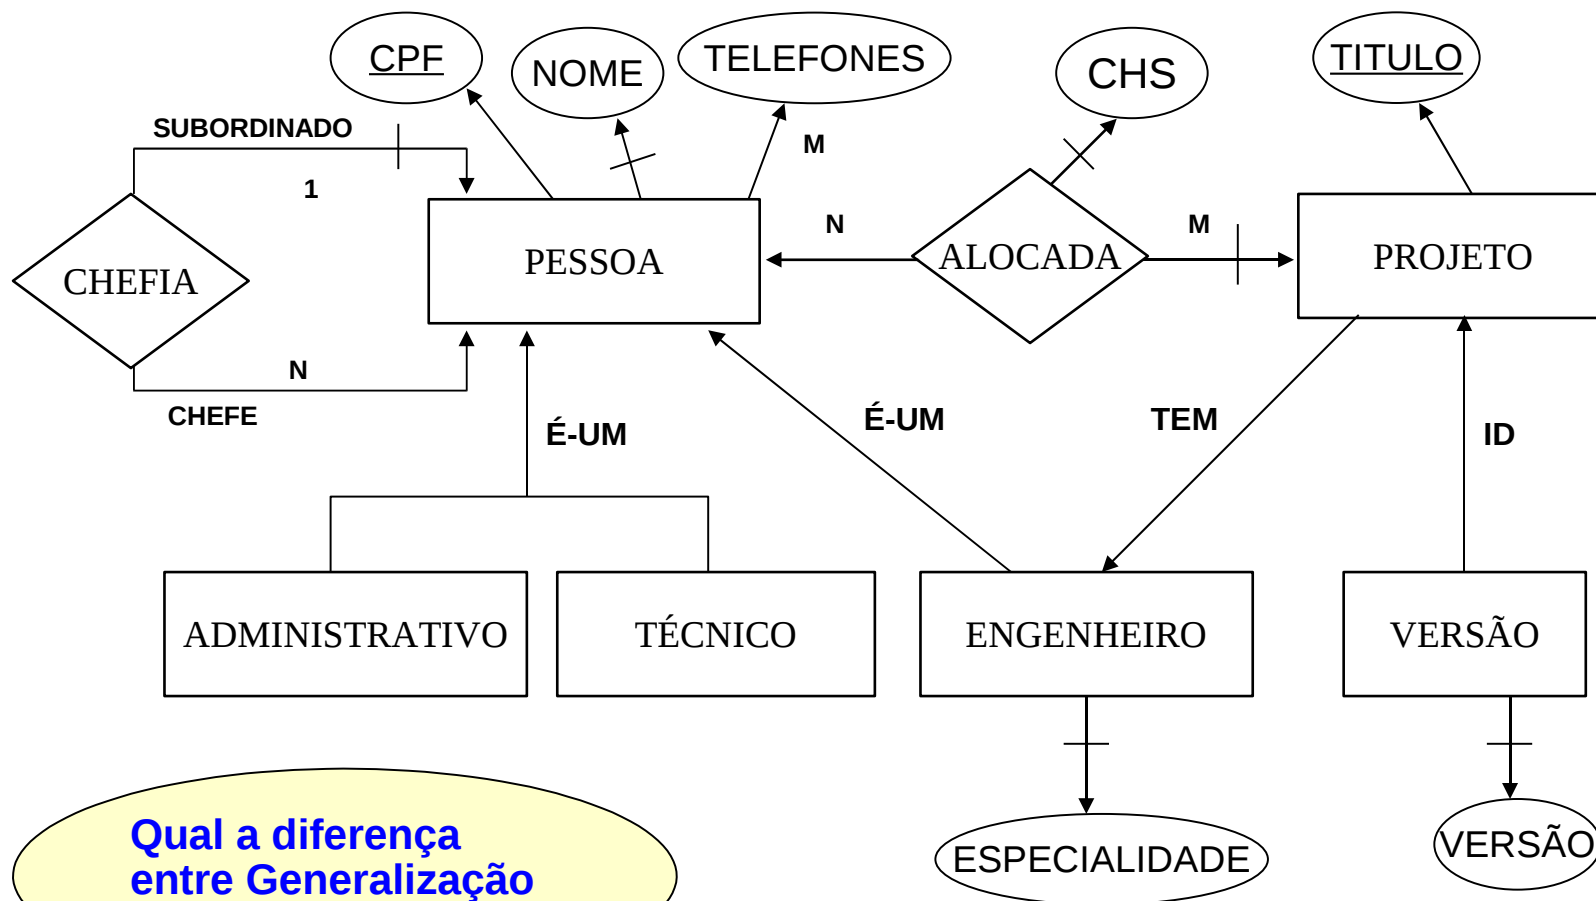 CPF
NOME
TELEFONES
CHS
TITULO
SUBORDINADO
M
1
N
M
CHEFIA
PESSOA
ALOCADA
PROJETO
N
CHEFE
É-UM
É-UM
TEM
ID
ADMINISTRATIVO
TÉCNICO
ENGENHEIRO
VERSÃO
Qual a diferença
entre Generalização
ESPECIALIDADE
VERSÃO